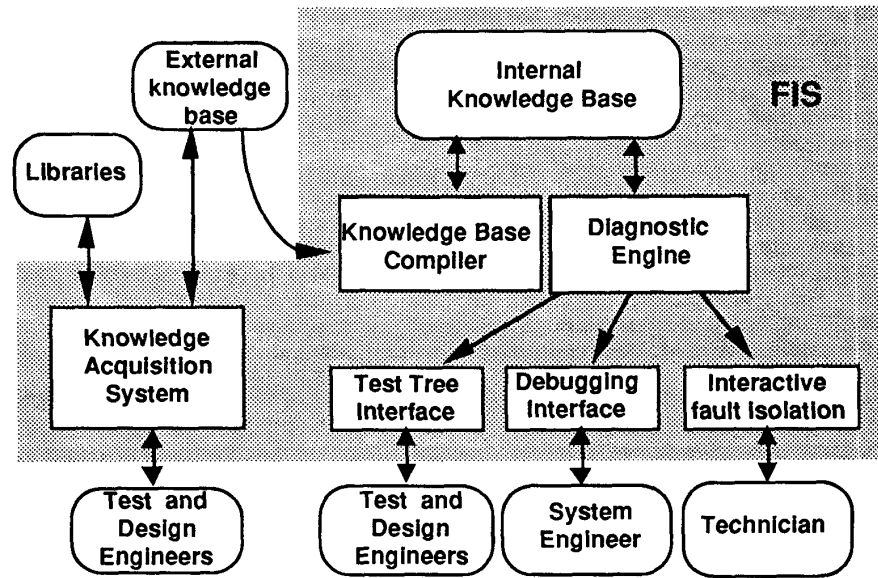 External
knowledge
base
Internal
Knowledge Base
FIS
Libraries
Knowledge Base
Compiler
Diagnostic
Engine
Knowledge
Acquisition
System
Test Tree
Interface
Debugging
Interface
Interactive
fault isolation
Test and
Design
Engineers
Test and
Design
Engineers
System
Engineer
Technician